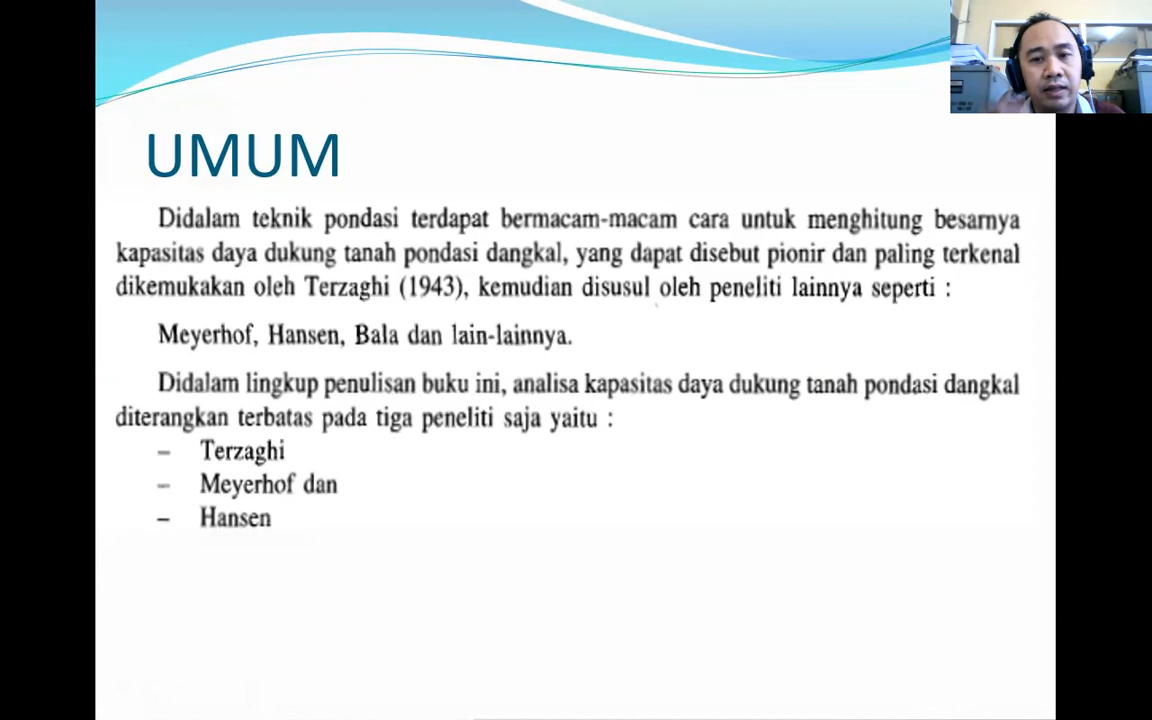 UMUM
Didalam teknik pondasi terdapat bermacam-macam cara untuk menghitung besarnya
kapasitas daya dukung tanah pondasi dangkal, yang dapat disebut pionir dan paling terkenal
dikemukakan oleh Terzaghi (1943), kemudian disusul oleh peneliti lainnya seperti :
Meyerhof, Hansen, Bala dan lain-lainnya.
Didalam lingkup penulisan buku ini, analisa kapasitas daya dukung tanah pondasi dangkal
diterangkan terbatas pada tiga peneliti saja yaitu :
– Terzaghi
– Meyerhof dan
– Hansen